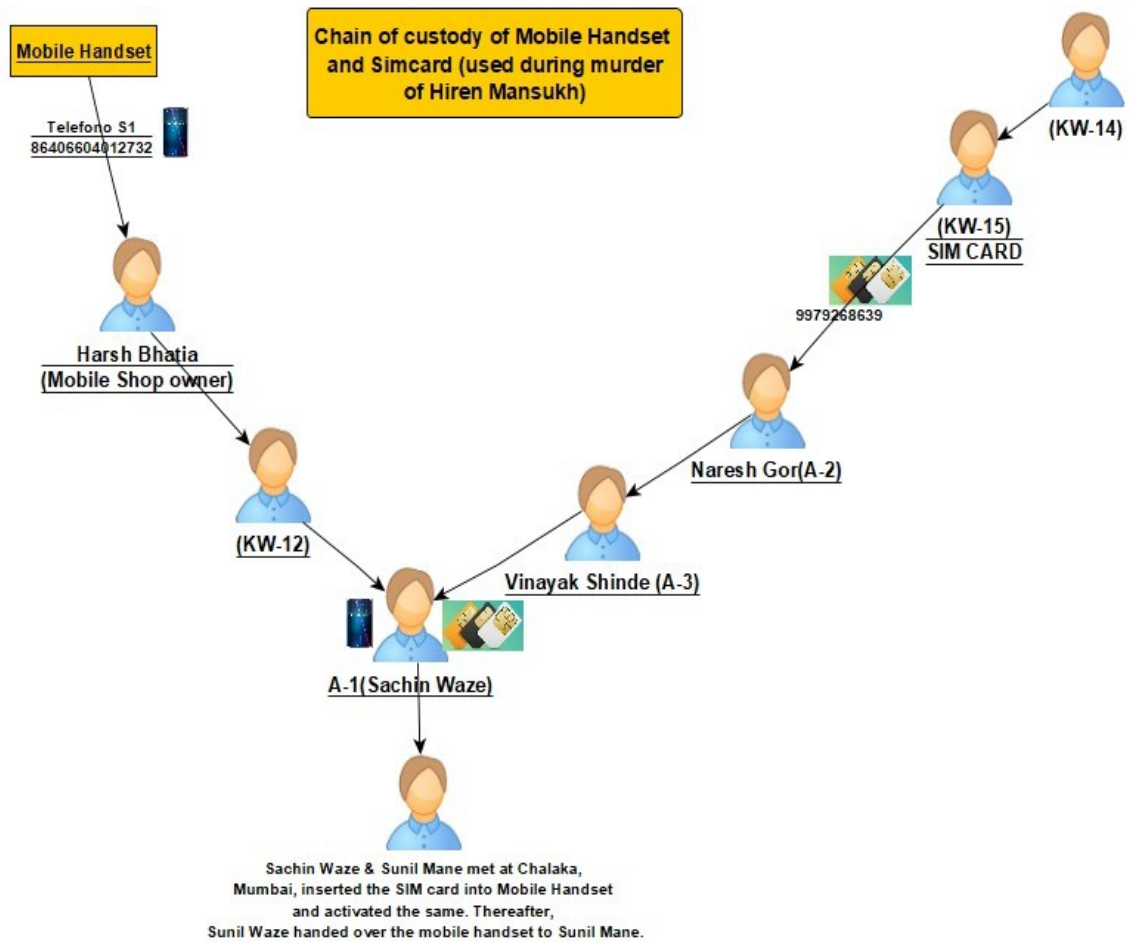 Mobile Handset
Chain of custody of Mobile Handset
and Simcard (used during murder
of Hiren Mansukh)
Telefono S1
86406604012732
(KW-14)
(KW-15)
SIM CARD
9979268639
Harsh Bhatia
(Mobile Shop owner)
Naresh Gor(A-2)
(KW-12)
Vinayak Shinde (A-3)
A-1(Sachin Waze)
Sachin Waze & Sunil Mane met at Chalaka,
Mumbai, inserted the SIM card into Mobile Handset
and activated the same. Thereafter,
Sunil Waze handed over the mobile handset to Sunil Mane.